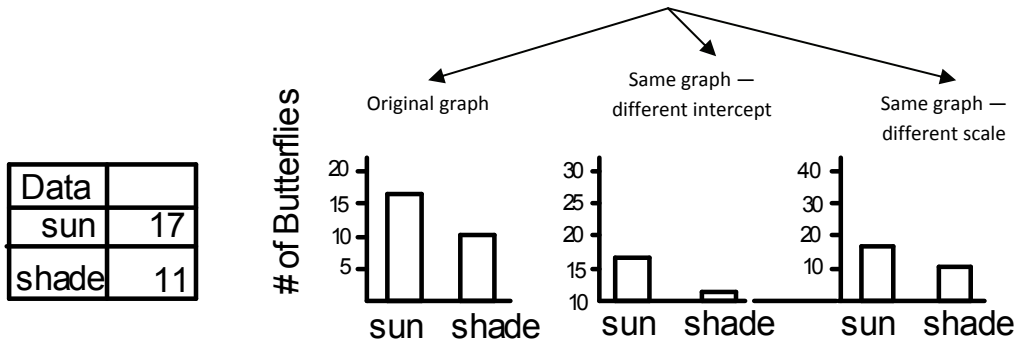 Original graph
Same graph —
different intercept
Same graph —
different scale
Data
sun 17
shade 11
# of Butterflies
20
15
10
5
sun shade
30
25
20
15
10
sun shade
40
30
20
10
sun shade